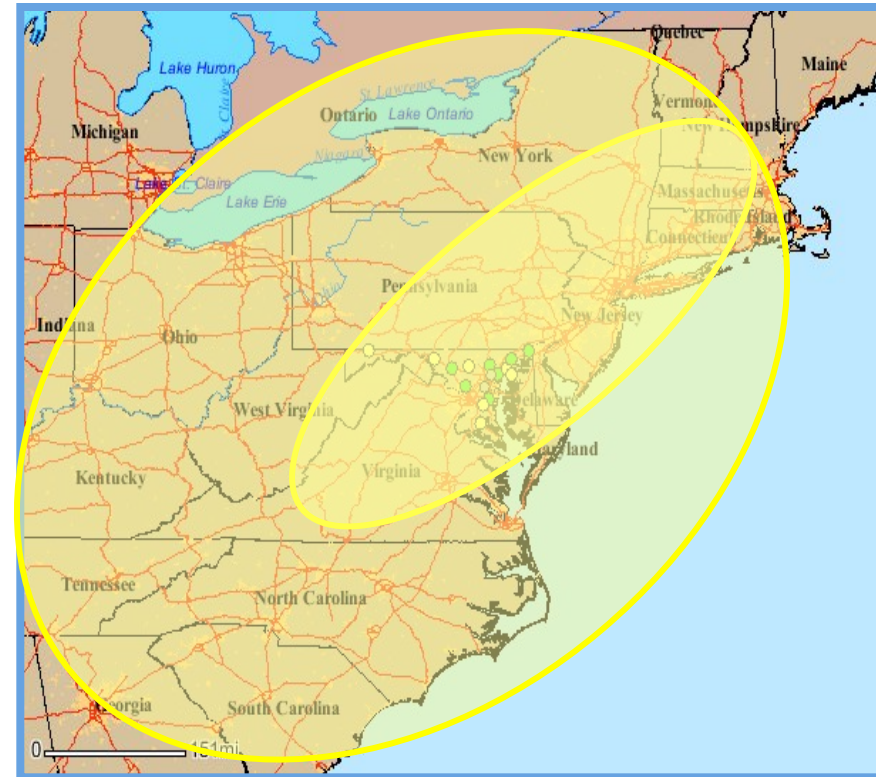 Quebec
Maine
Lake Huron
St Lawrence
Vermont
Ontario
Lake Ontario
Michigan
New Hampshire
Niagara
New York
Lake St. Claire
Lake Erie
Massachusetts
Rhode Island
Connecticut
Pennsylvania
Ohio
New Jersey
Indiana
Ohio
West Virginia
Delaware
Maryland
Virginia
Kentucky
Tennessee
North Carolina
Georgia
South Carolina
0
151mi